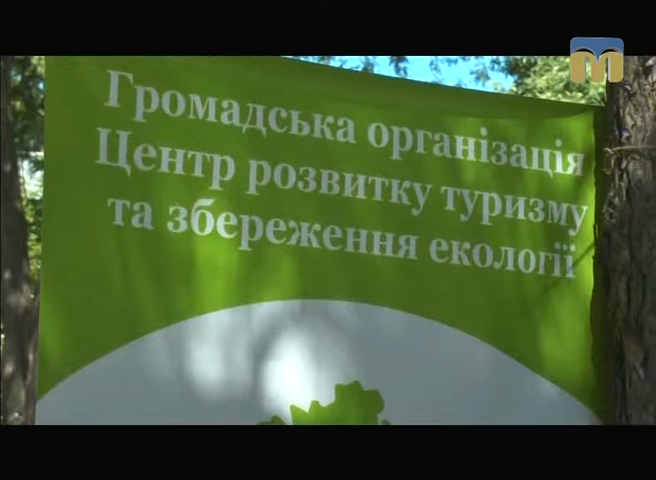 Громадська організація
Центр розвитку туризму
та збереження екології